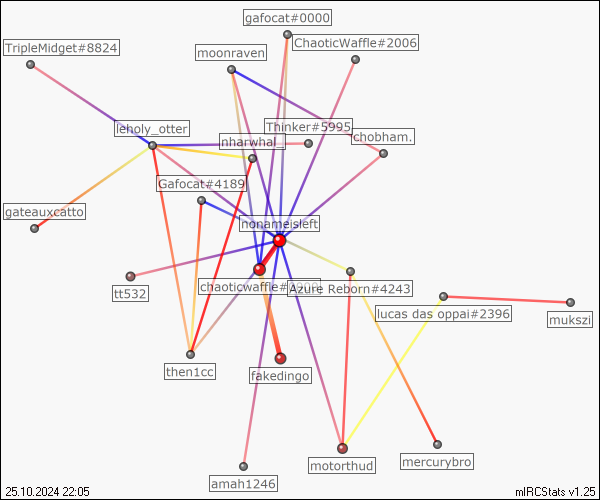 gafocat#0000
ChaoticWaffle#2006
TripleMidget#8824
moonraven
leholy_otter
Thinker#5995
chobham.
nharwhal_
Gafocat#4189
gateauxcatto
nonameisleft
chaoticwaffle#
Azure Reborn#4243
tt532
lucas das oppai#2396
mukszi
then1cc
fakedingo
motorthud
mercurybro
amah1246
25.10.2024 22:05
mIRCStats v1.25